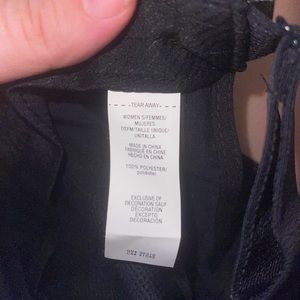 -TEAR AWAY-
WOMEN'S/FEMMES/
MUJERES
OSFM/TAILLE UNIQUE/
UNITALLA
MADE IN CHINA
FABRIQUÉ EN CHINE
HECHO EN CHINA
100% POLYESTER/
poliéster
EXCLUSIVE OF
DECORATION SAUF
DÉCORATION
EXCEPTO
DECORACIÓN